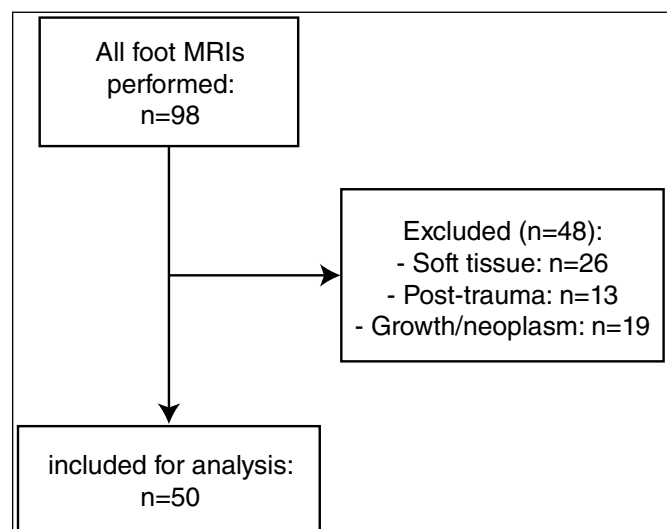 All foot MRIs
performed:
n=98
Excluded (n=48):
- Soft tissue: n=26
- Post-trauma: n=13
- Growth/neoplasm: n=19
included for analysis:
n=50